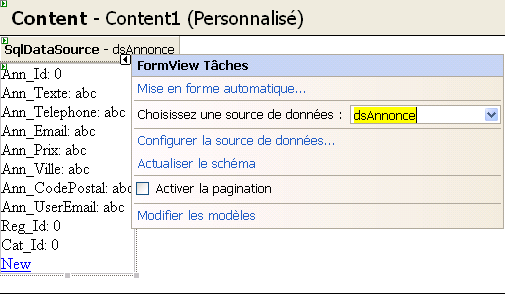 Content - Content1 (Personnalisé)
SqlDataSource - dsAnnonce
FormView Tâches
Ann_Id: 0
Mise en forme automatique...
Ann_Texte: abc
Ann_Telephone: abc
Choisissez une source de données : dsAnnonce
Ann_Email: abc
Ann_Prix: abc
Configurer la source de données...
Ann_Ville: abc
Actualiser le schéma
Ann_CodePostal: abc
Activer la pagination
Ann_UserEmail: abc
Reg_Id: 0
Modifier les modèles
Cat_Id: 0
New